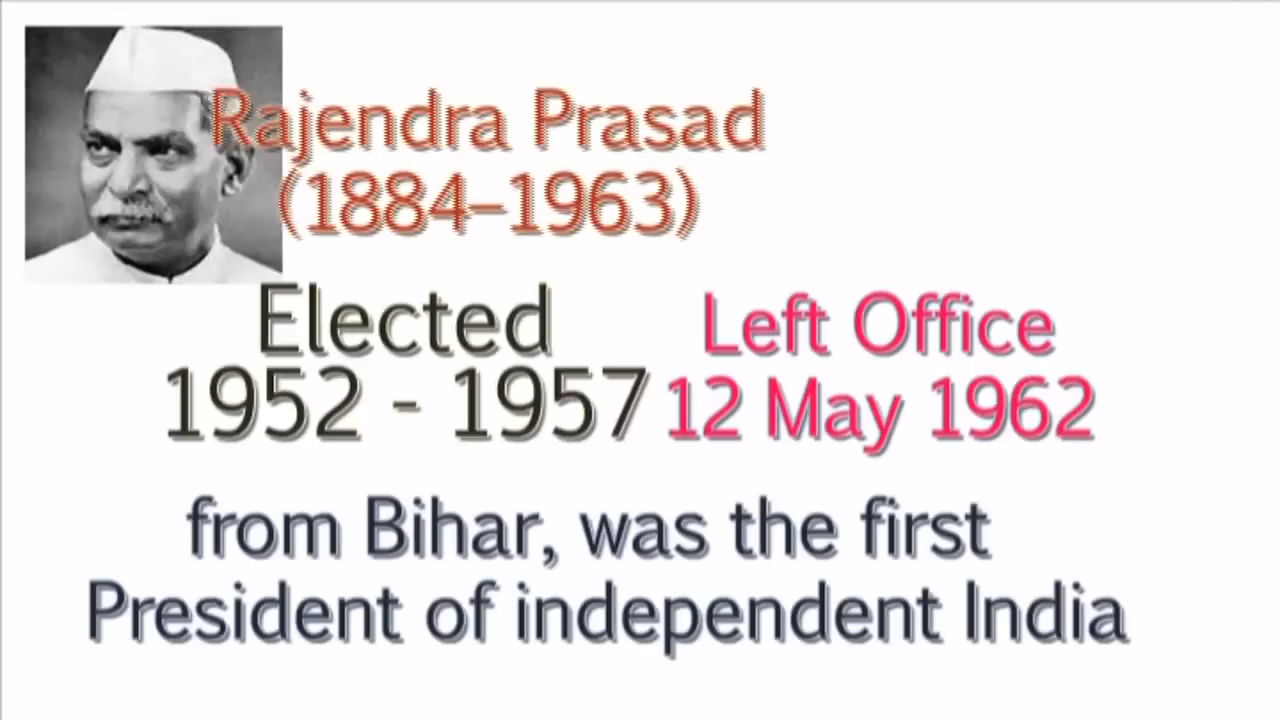 Rajendra Prasad
(1884–1963)
Elected
1952 - 1957
Left Office
12 May 1962
from Bihar, was the first
President of independent India